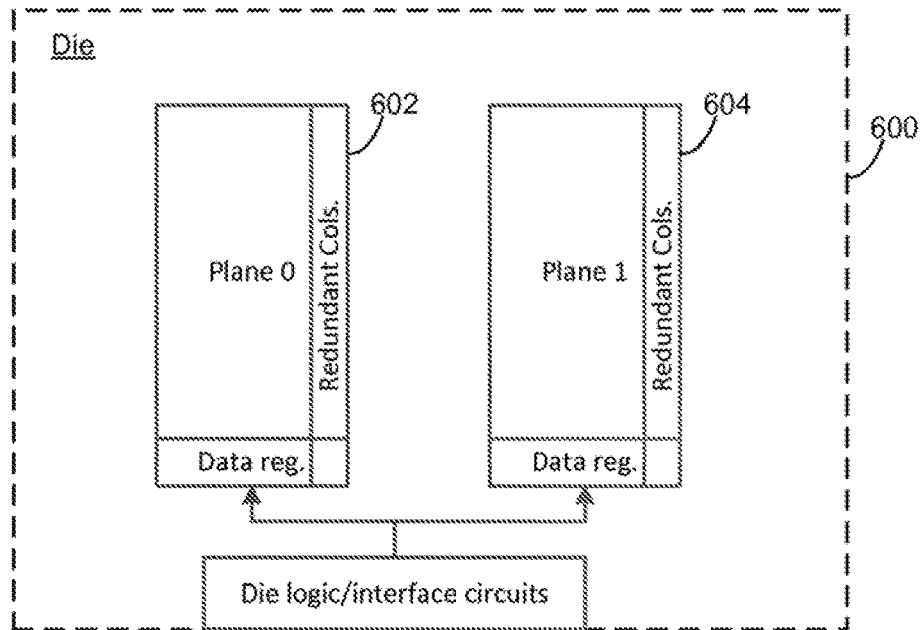 Die
602
604
600
Plane 0
Redundant Cols.
Plane 1
Redundant Cols.
Data reg.
Data reg.
Die logic/interface circuits